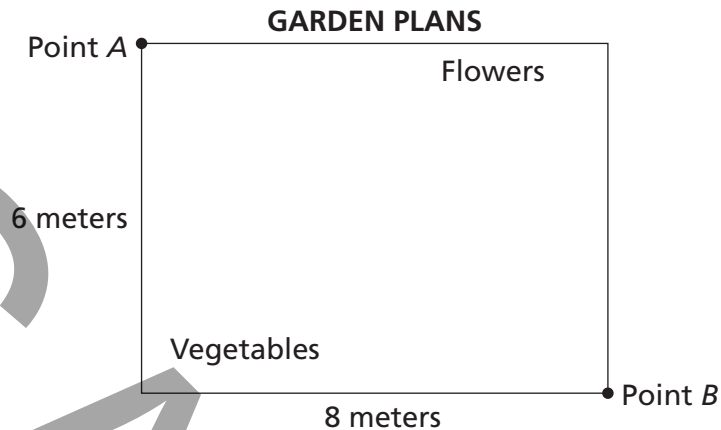 GARDEN PLANS
Point A
Flowers
6 meters
Vegetables
Point B
8 meters